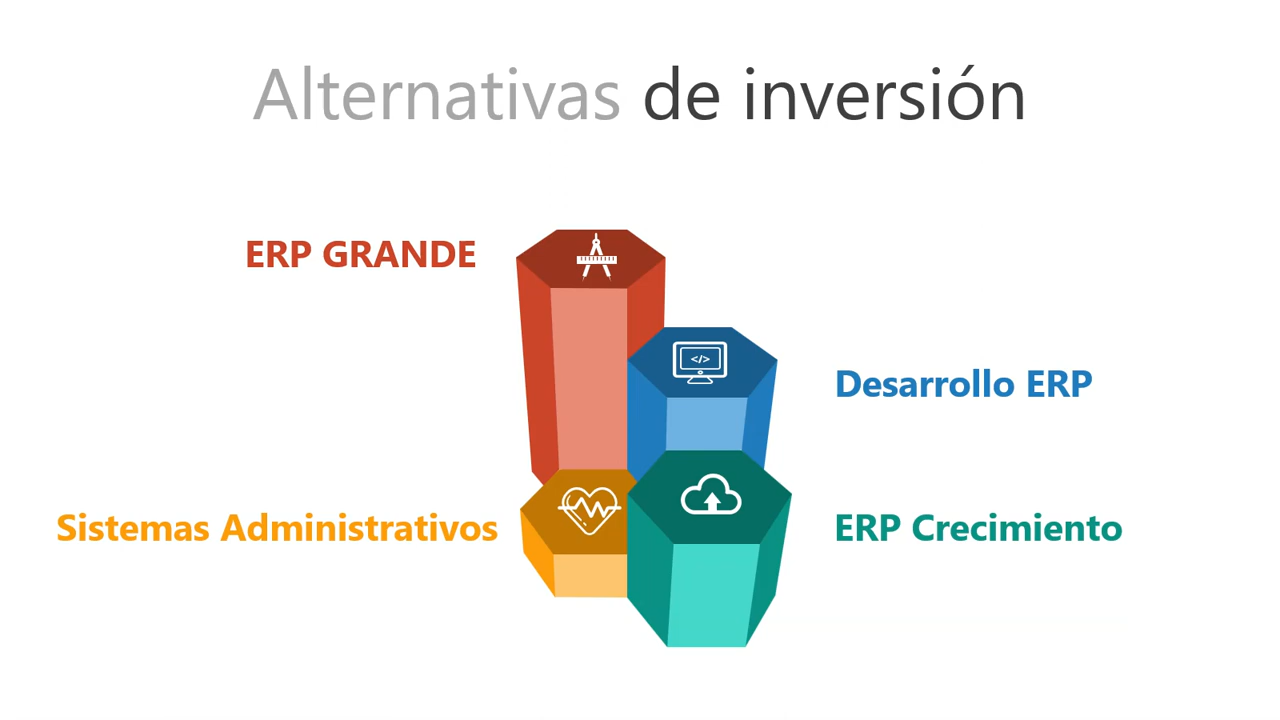 Alternativas de inversión
ERP GRANDE
</>
Desarrollo ERP
Sistemas Administrativos
ERP Crecimiento